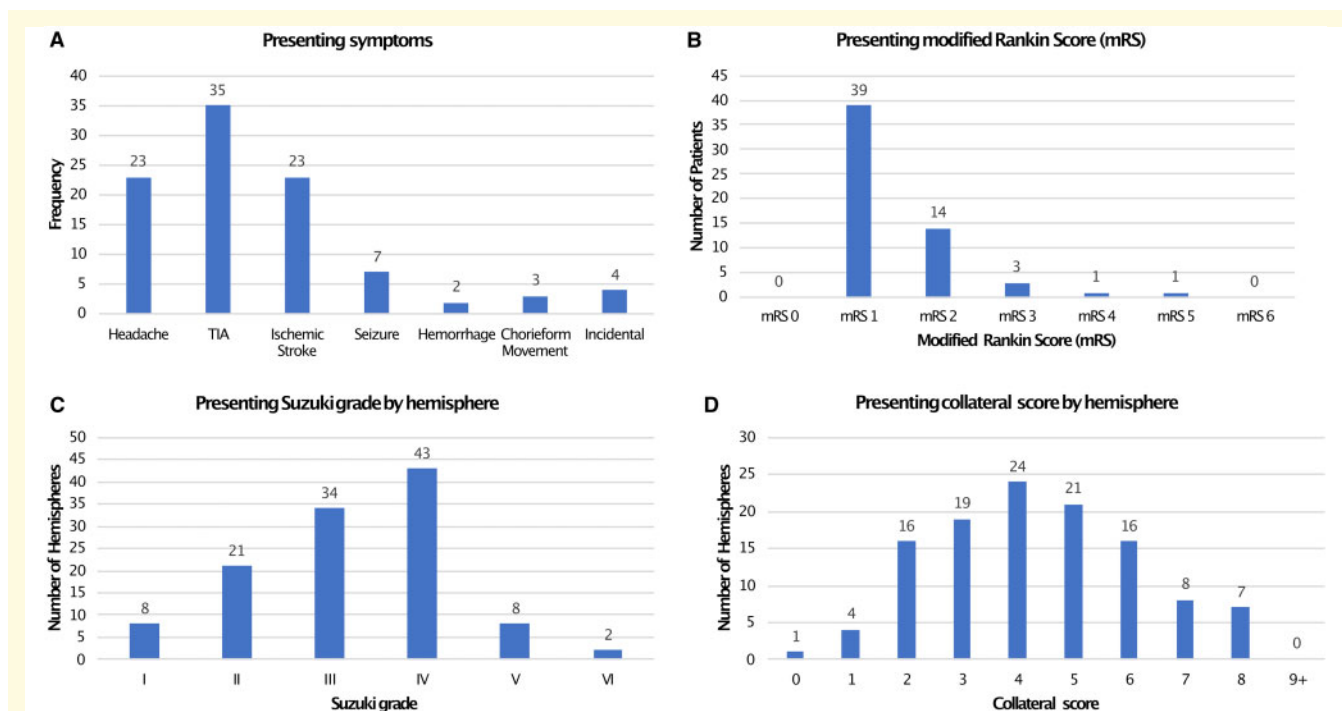 A
Presenting symptoms
40
35
30
25
20
15
10
5
0
Frequency
23
35
23
7
2
3
4
Headache
TIA
Ischemic
Stroke
Seizure
Hemorrhage
Chorieform
Movement
Incidental
B
Presenting modified Rankin Score (mRS)
45
40
35
30
25
20
15
10
5
0
Number of Patients
0
39
14
3
1
1
0
mRS 0
mRS 1
mRS 2
mRS 3
mRS 4
mRS 5
mRS 6
Modified Rankin Score (mRS)
C
Presenting Suzuki grade by hemisphere
50
45
40
35
30
25
20
15
10
5
0
Number of Hemispheres
8
21
34
43
8
2
I
II
III
IV
V
VI
Suzuki grade
D
Presenting collateral score by hemisphere
30
25
20
15
10
5
0
Number of Hemispheres
1
4
16
19
24
21
16
8
7
0
0
1
2
3
4
5
6
7
8
9+
Collateral score